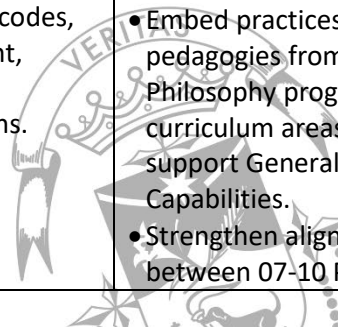 codes,
nt,
ns.
• Embed practices
pedagogies from
Philosophy prog
curriculum areas
support General
Capabilities.
• Strengthen align
between 07-10 P
VERITAS